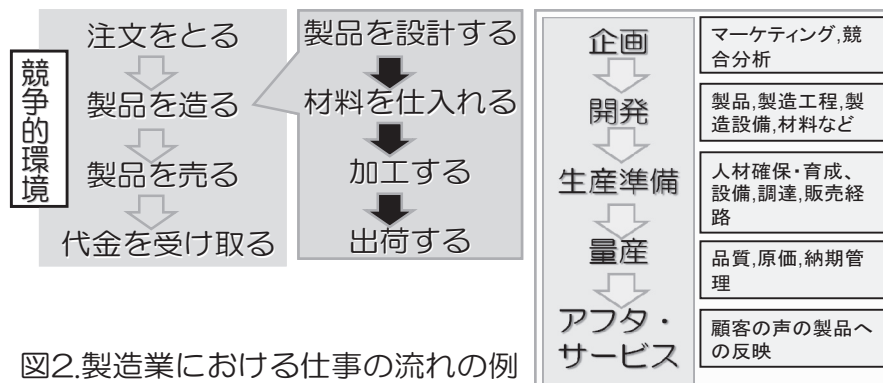 競争的環境
注文をとる
製品を造る
製品を売る
代金を受け取る
製品を設計する
材料を仕入れる
加工する
出荷する
企画
マーケティング,競
合分析
開発
製品,製造工程,製
造設備,材料など
生産準備
人材確保・育成、
設備,調達,販売経
路
量産
品質,原価,納期管
理
アフタ・
サービス
顧客の声の製品へ
の反映
図2.製造業における仕事の流れの例